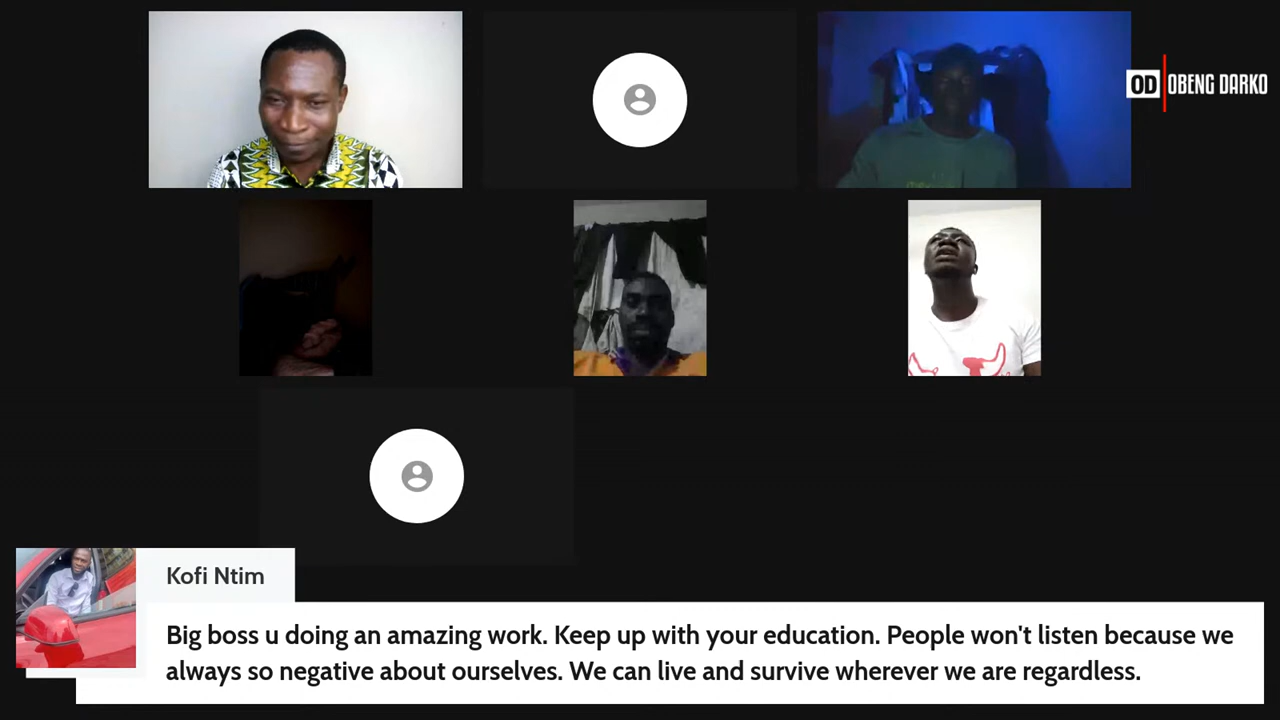 OD OBENG DARKO
Kofi Ntim
Big boss u doing an amazing work. Keep up with your education. People won't listen because we
always so negative about ourselves. We can live and survive wherever we are regardless.